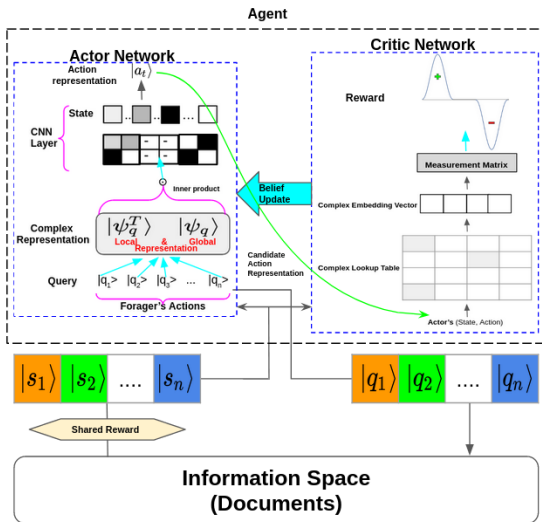 Agent
Actor Network
Action
representation
|a_t⟩
State
CNN
Layer
Inner product
Complex
Representation
|ψ_q^T⟩ |ψ_q⟩
Local & Global
Representation
Query
|q_1> |q_2> |q_3> ... |q_n>
Forager's Actions
Belief
Update
Candidate
Action
Representation
Critic Network
Reward
+
-
Measurement Matrix
Complex Embedding Vector
Complex Lookup Table
Actor's (State, Action)
|s_1⟩ |s_2⟩ .... |s_n⟩
|q_1⟩ |q_2⟩ .... |q_n⟩
Shared Reward
Information Space
(Documents)